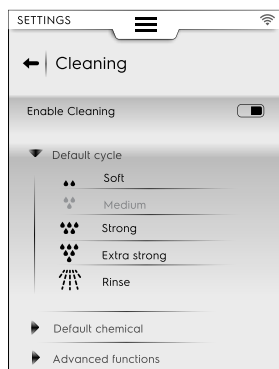 SETTINGS
Cleaning
Enable Cleaning
Default cycle
Soft
Medium
Strong
Extra strong
Rinse
Default chemical
Advanced functions